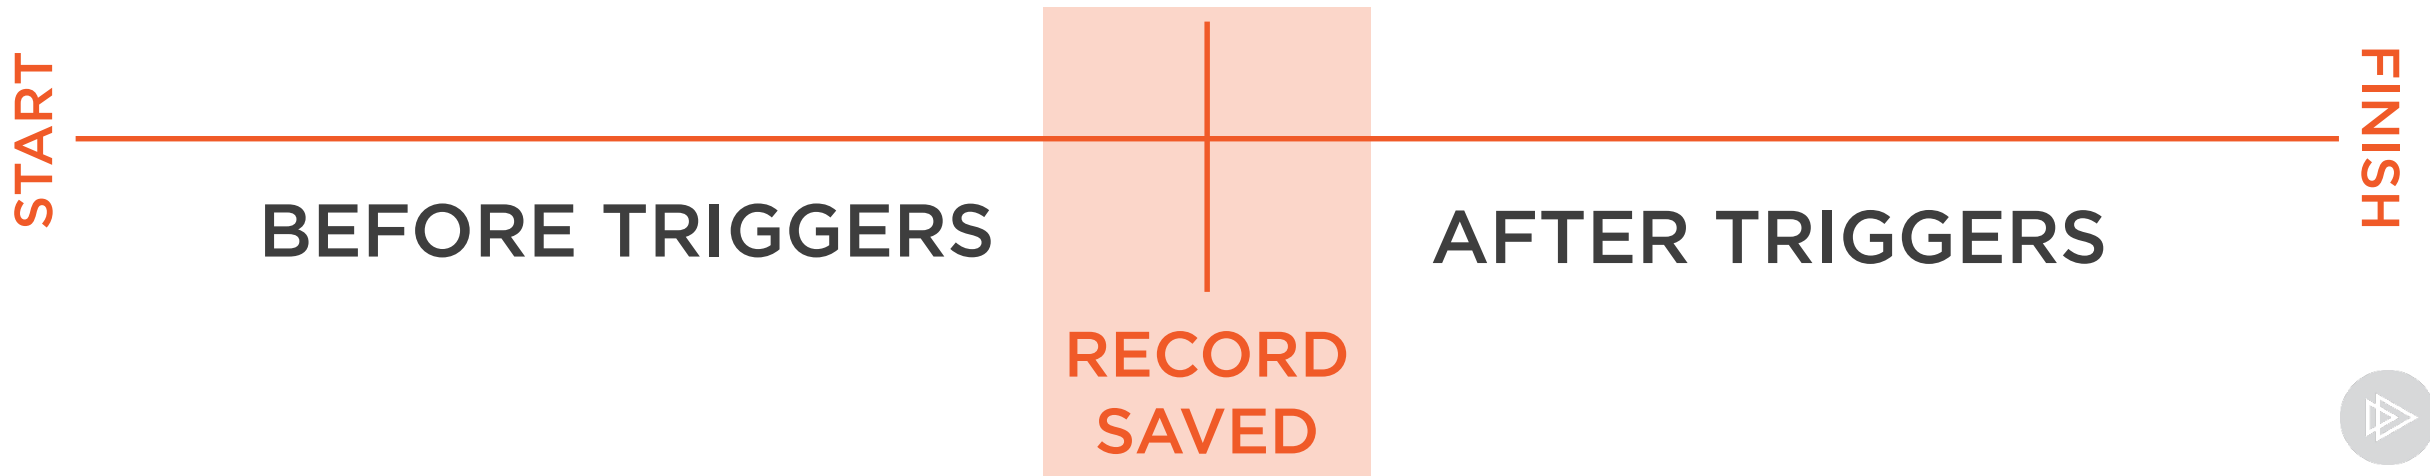 START
BEFORE TRIGGERS
RECORD
SAVED
AFTER TRIGGERS
FINISH